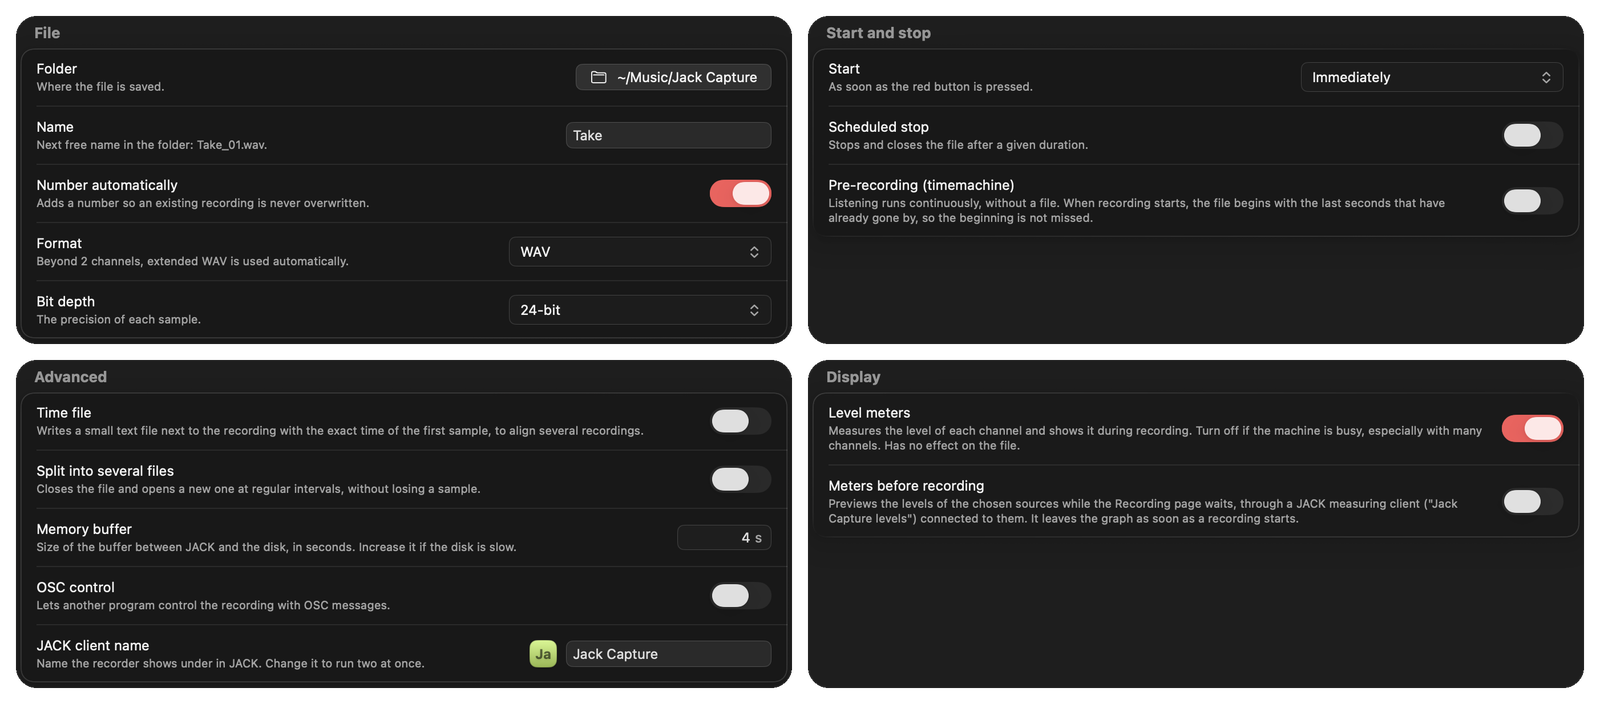 File
Folder
~/Music/Jack Capture
Where the file is saved.
Name
Take
Next free name in the folder: Take_01.wav.
Number automatically
Adds a number so an existing recording is never overwritten.
Format
WAV
Beyond 2 channels, extended WAV is used automatically.
Bit depth
24-bit
The precision of each sample.
Start and stop
Start
Immediately
As soon as the red button is pressed.
Scheduled stop
Stops and closes the file after a given duration.
Pre-recording (timemachine)
Listening runs continuously, without a file. When recording starts, the file begins with the last seconds that have
already gone by, so the beginning is not missed.
Advanced
Time file
Writes a small text file next to the recording with the exact time of the first sample, to align several recordings.
Split into several files
Closes the file and opens a new one at regular intervals, without losing a sample.
Memory buffer
4 s
Size of the buffer between JACK and the disk, in seconds. Increase it if the disk is slow.
OSC control
Lets another program control the recording with OSC messages.
JACK client name
Ja
Jack Capture
Name the recorder shows under in JACK. Change it to run two at once.
Display
Level meters
Measures the level of each channel and shows it during recording. Turn off if the machine is busy, especially with many
channels. Has no effect on the file.
Meters before recording
Previews the levels of the chosen sources while the Recording page waits, through a JACK measuring client ("Jack
Capture levels") connected to them. It leaves the graph as soon as a recording starts.